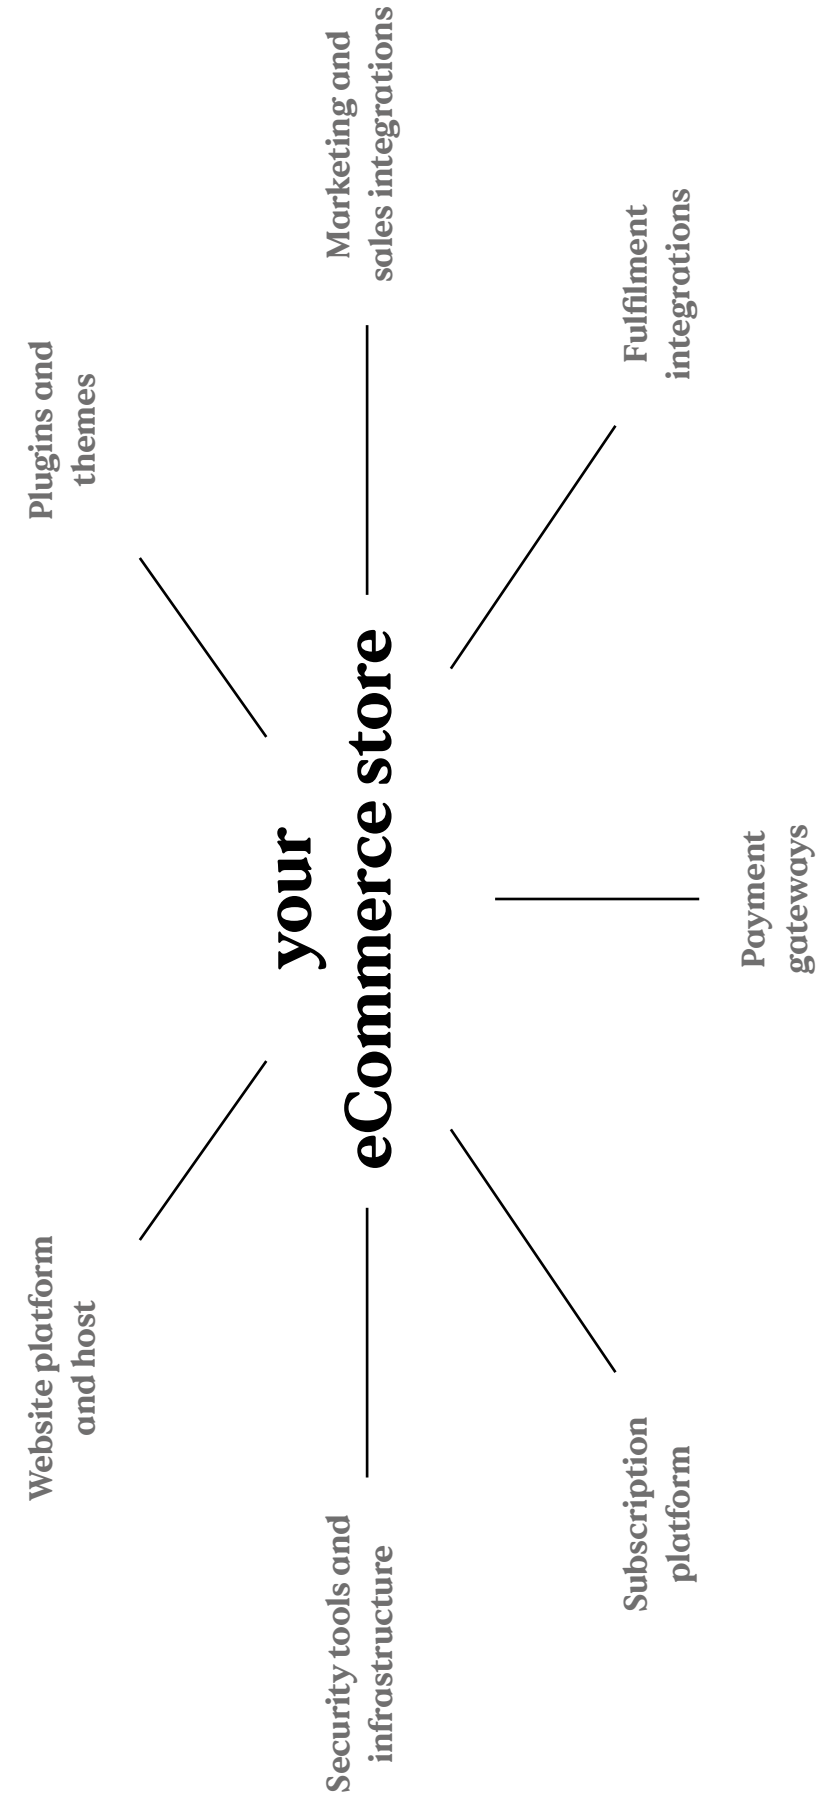 Website platform
and host
Plugins and
themes
Security tools and
infrastructure
your
eCommerce store
Marketing and
sales integrations
Subscription
platform
Fulfilment
integrations
Payment
gateways